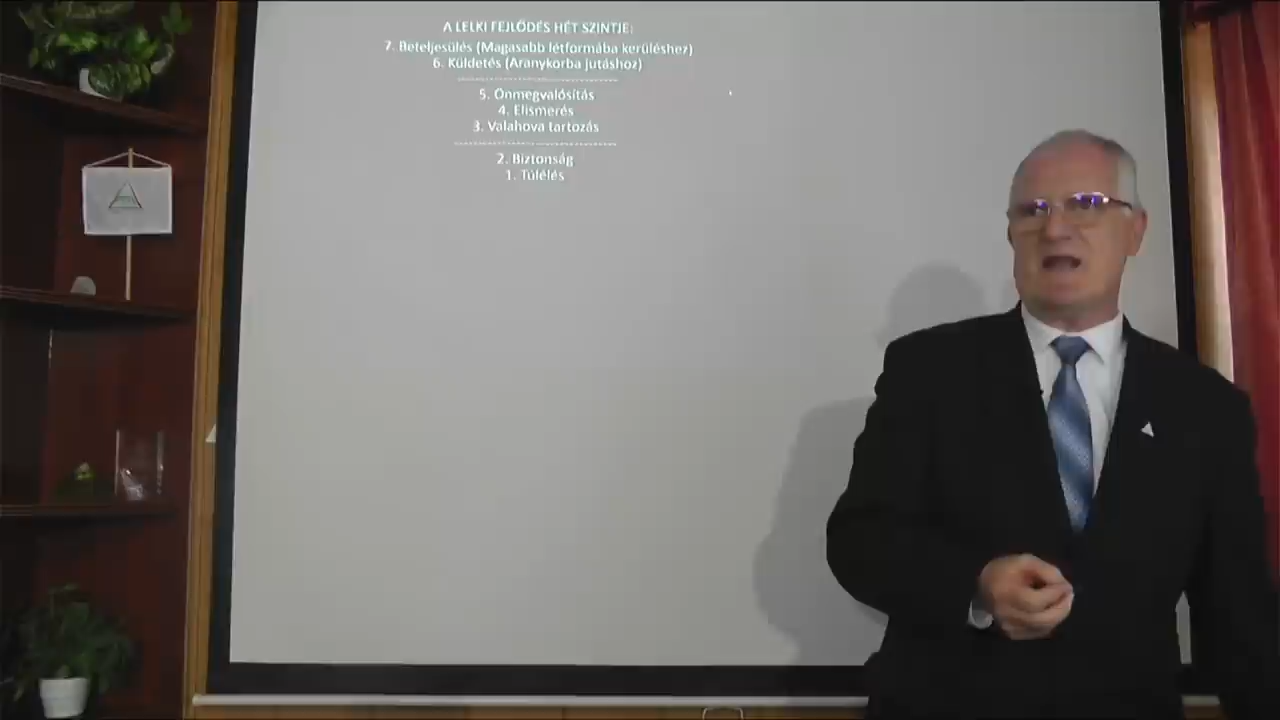 A LELKI FEJLŐDÉS HÉT SZINTJE:
7. Beteljesülés (Magasabb létformába kerüléshez)
6. Küldetés (Aranykorba jutáshoz)
5. Önmegvalósítás
4. Elismerés
3. Valahova tartozás
2. Biztonság
1. Túlélés